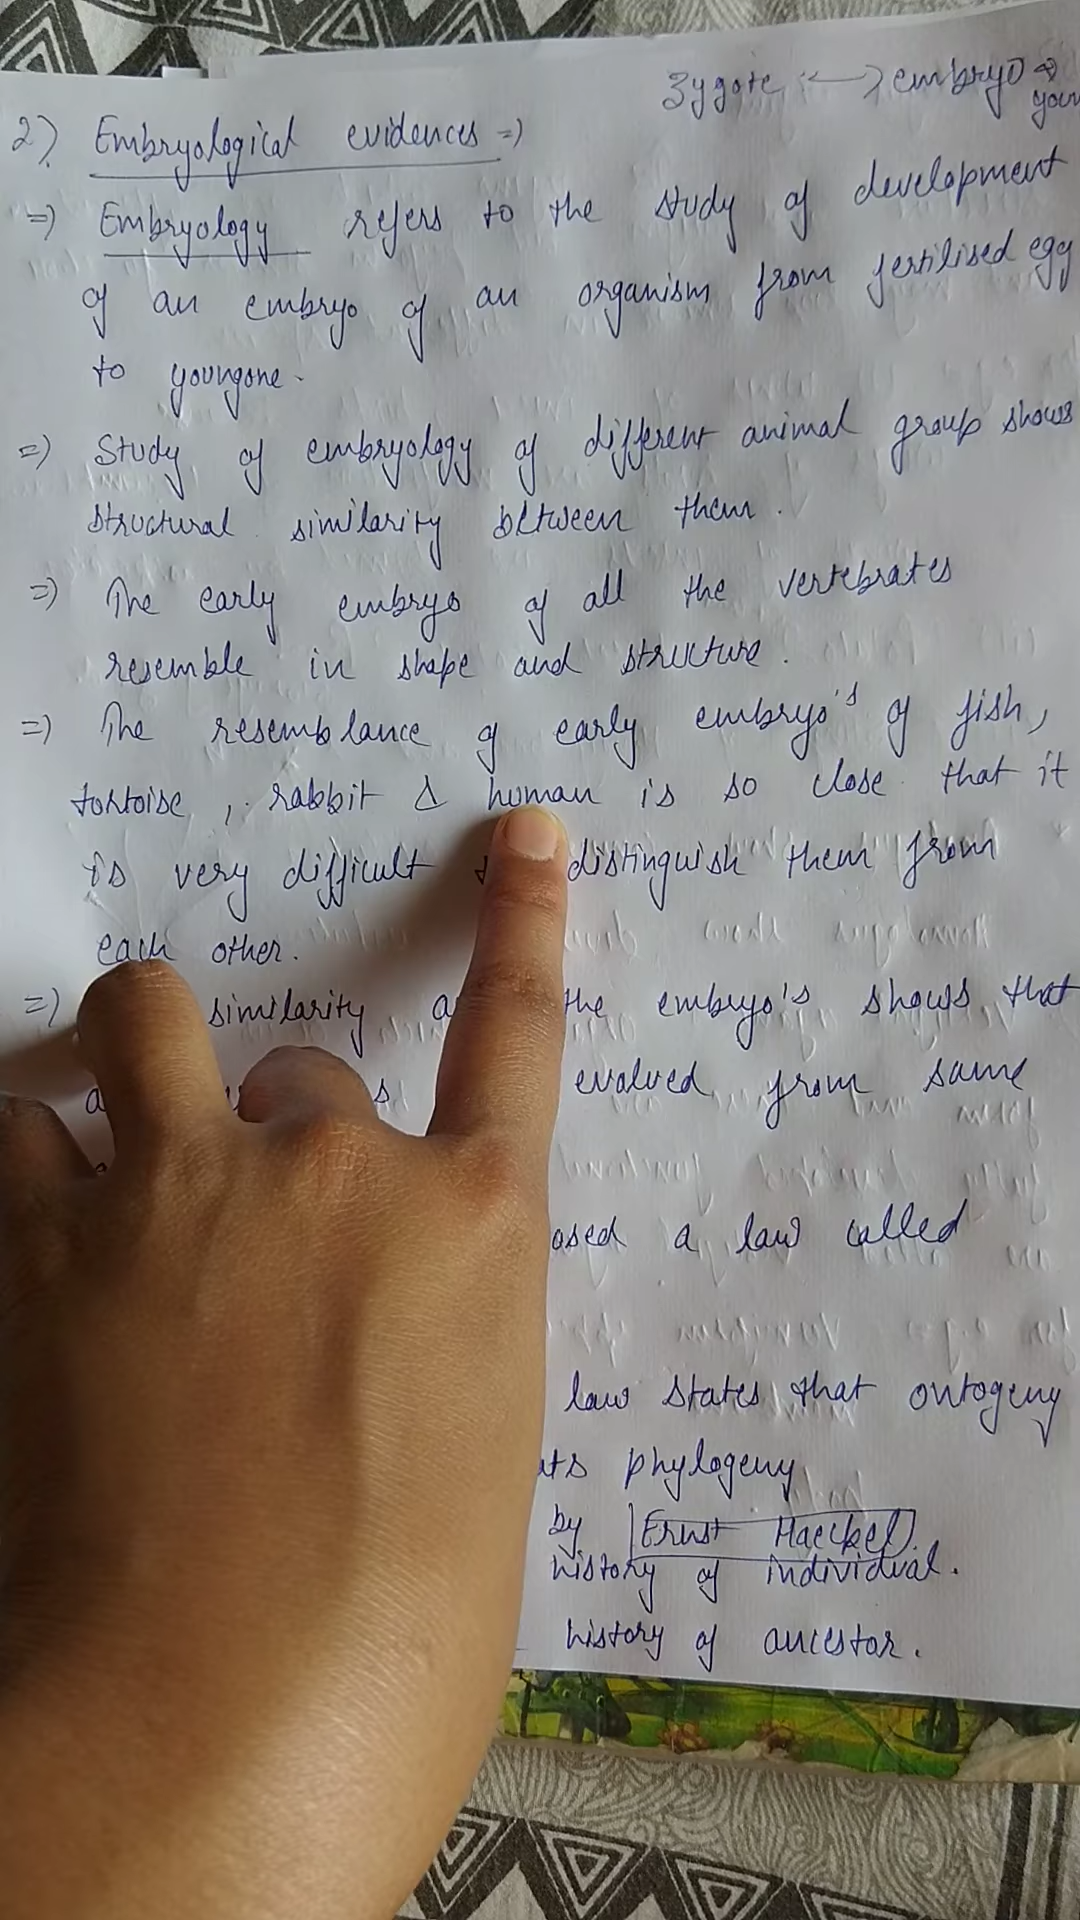 Zygote <--> embryo =>
2). Embryological evidences =)
=) Embryology refers to the study of development
of an embryo of an organism from fertilised egg
to youngone.
=) Study of embryology of different animal group shows
structural similarity between them.
=) The early embryo of all the vertebrates
resemble in shape and structure.
=) The resemblance of early embryo's of fish,
tortoise, rabbit & human is so close that it
is very difficult distinguish them from
each other.
=) similarity the embryo's shows that
evolved from same
a law called
law states that ontogeny
phylogeny
by Ernst Haeckel.
history of individual.
history of ancestor.